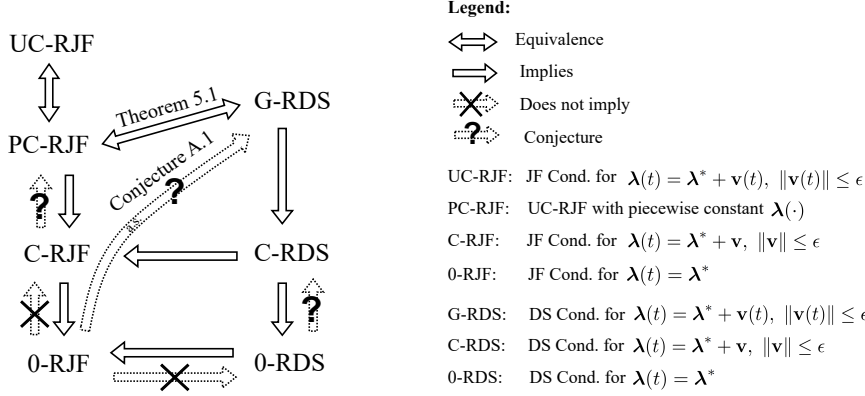 UC-RJF
Theorem 5.1
G-RDS
PC-RJF
Conjecture A.1
?
?
a.s.
C-RJF
C-RDS
?
0-RJF
0-RDS
Legend:
Equivalence
Implies
Does not imply
?
Conjecture
UC-RJF: JF Cond. for λ(t) = λ* + v(t), ‖v(t)‖ ≤ ϵ
PC-RJF: UC-RJF with piecewise constant λ(·)
C-RJF: JF Cond. for λ(t) = λ* + v, ‖v‖ ≤ ϵ
0-RJF: JF Cond. for λ(t) = λ*
G-RDS: DS Cond. for λ(t) = λ* + v(t), ‖v(t)‖ ≤ ϵ
C-RDS: DS Cond. for λ(t) = λ* + v, ‖v‖ ≤ ϵ
0-RDS: DS Cond. for λ(t) = λ*